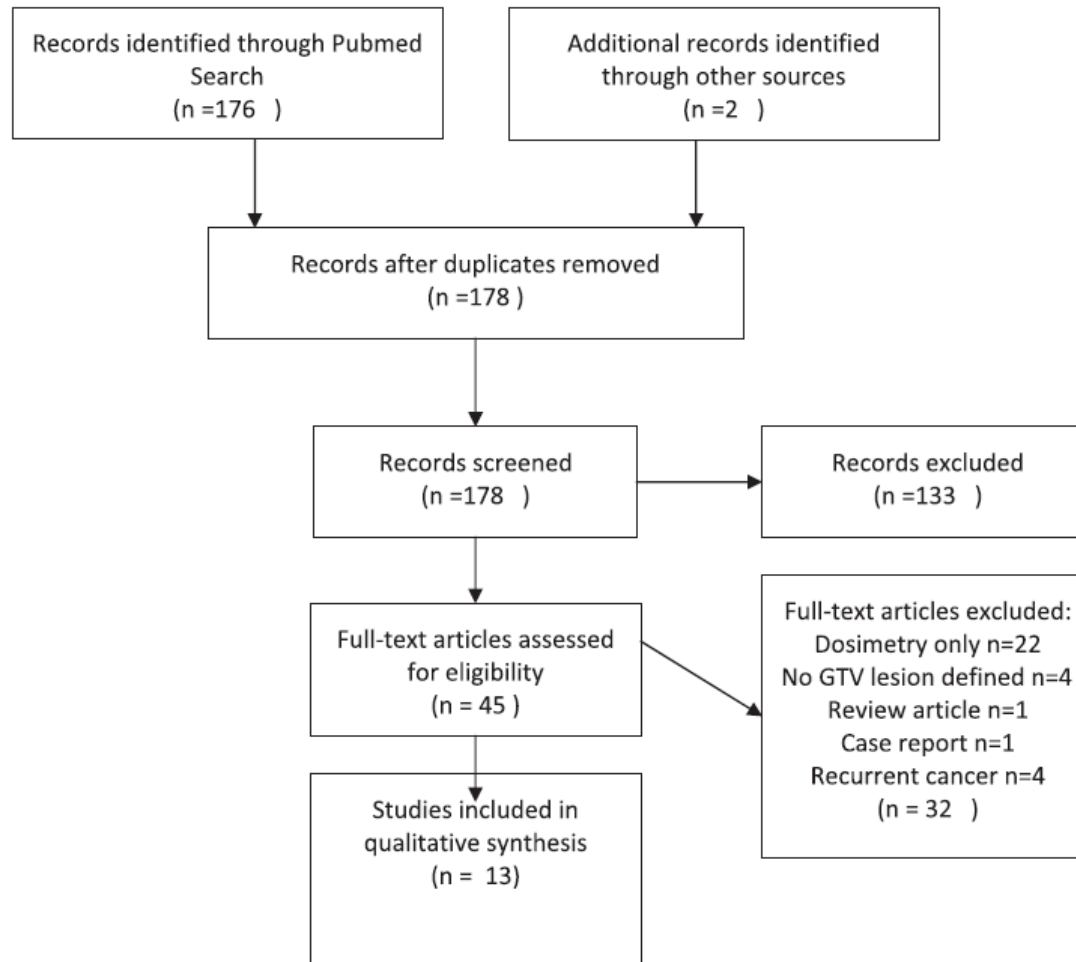 Records identified through Pubmed
Search
(n =176 )
Additional records identified
through other sources
(n =2 )
Records after duplicates removed
(n =178 )
Records screened
(n =178 )
Records excluded
(n =133 )
Full-text articles assessed
for eligibility
(n = 45 )
Full-text articles excluded:
Dosimetry only n=22
No GTV lesion defined n=4
Review article n=1
Case report n=1
Recurrent cancer n=4
(n = 32 )
Studies included in
qualitative synthesis
(n = 13)